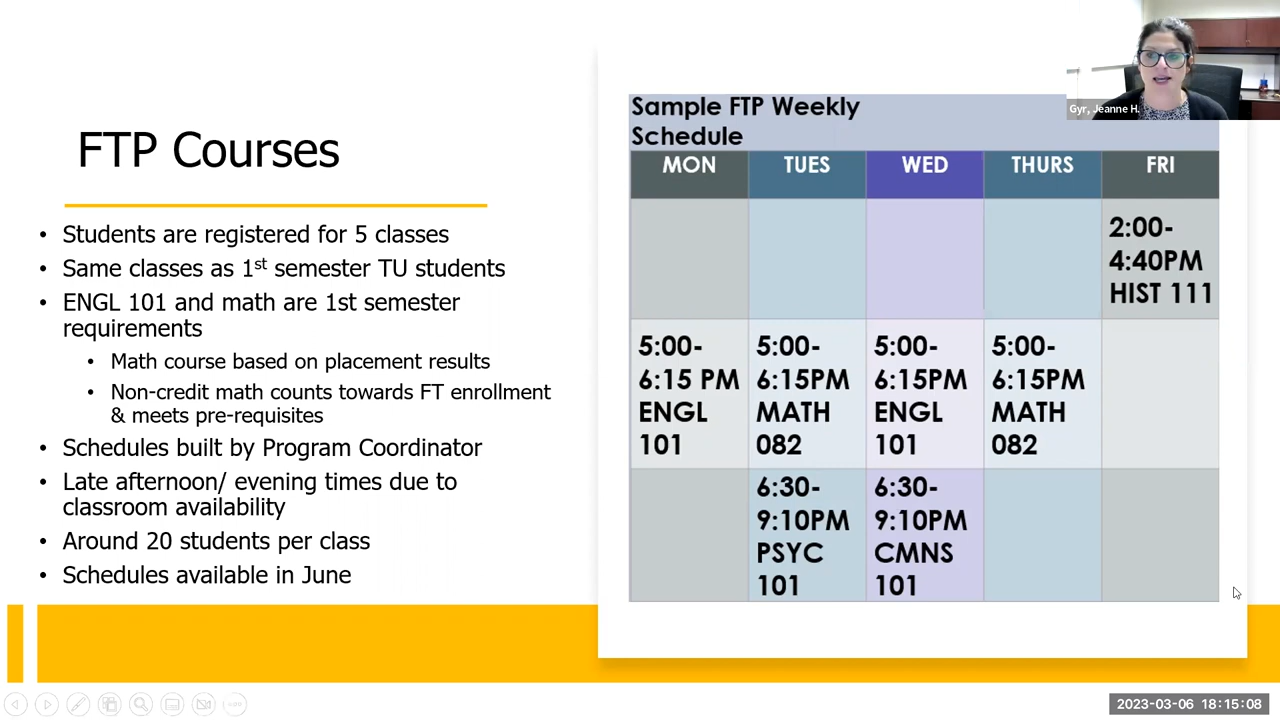 FTP Courses
• Students are registered for 5 classes
• Same classes as 1st semester TU students
• ENGL 101 and math are 1st semester
requirements
• Math course based on placement results
• Non-credit math counts towards FT enrollment
& meets pre-requisites
• Schedules built by Program Coordinator
• Late afternoon/ evening times due to
classroom availability
• Around 20 students per class
• Schedules available in June
Gyr, Jeanne H.
Sample FTP Weekly
Schedule
MON TUES WED THURS FRI
2:00-
4:40PM
HIST 111
5:00- 5:00- 5:00- 5:00-
6:15 PM 6:15PM 6:15PM 6:15PM
ENGL MATH ENGL MATH
101 082 101 082
6:30- 6:30-
9:10PM 9:10PM
PSYC CMNS
101 101
2023-03-06 18:15:08